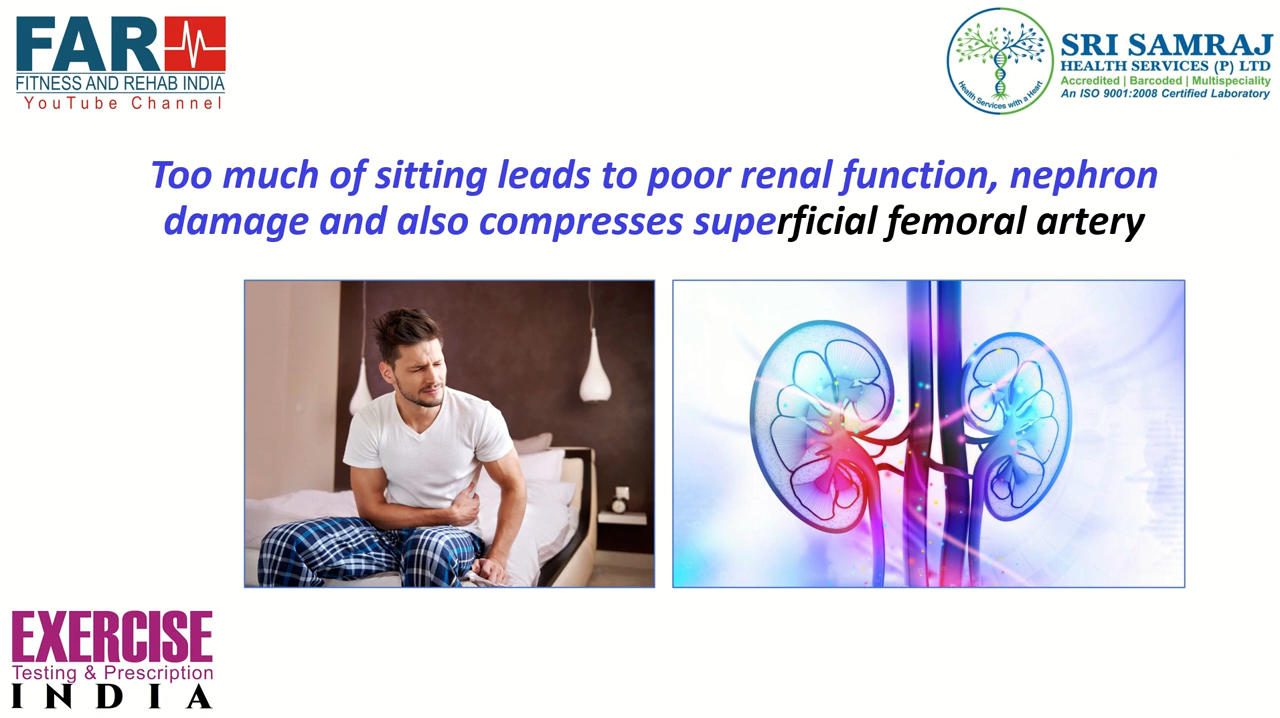 FAR
FITNESS AND REHAB INDIA
YouTube Channel
Health Services with a Heart
SRI SAMRAJ
HEALTH SERVICES (P) LTD
Accredited | Barcoded | Multispeciality
An ISO 9001:2008 Certified Laboratory
Too much of sitting leads to poor renal function, nephron
damage and also compresses superficial femoral artery
EXERCISE
Testing & Prescription
INDIA